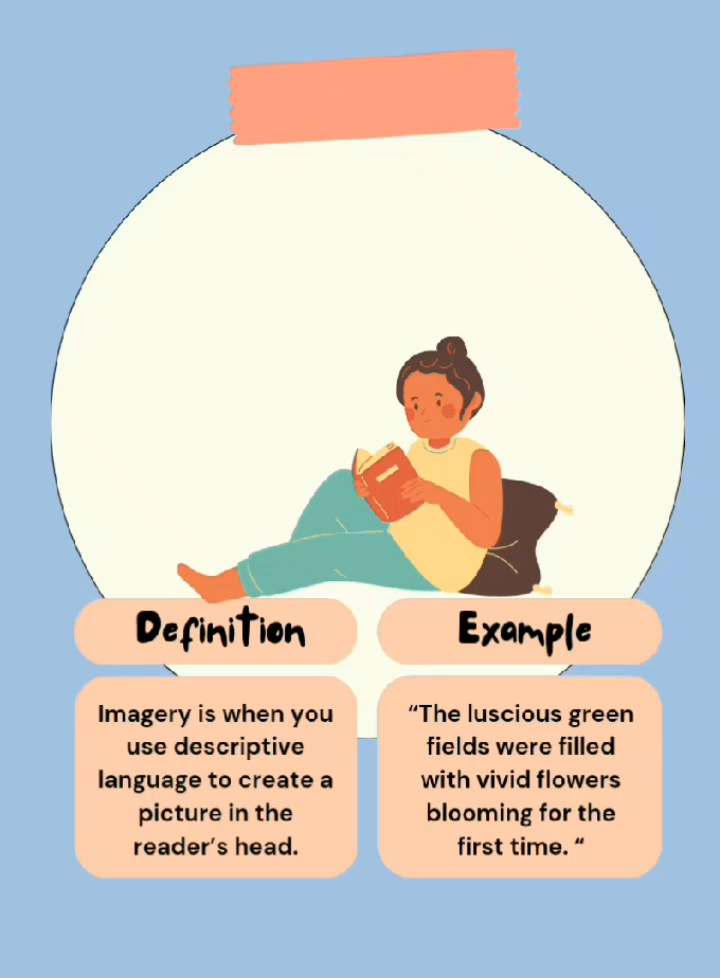 Definition
Imagery is when you
use descriptive
language to create a
picture in the
reader's head.
Example
“The luscious green
fields were filled
with vivid flowers
blooming for the
first time. “